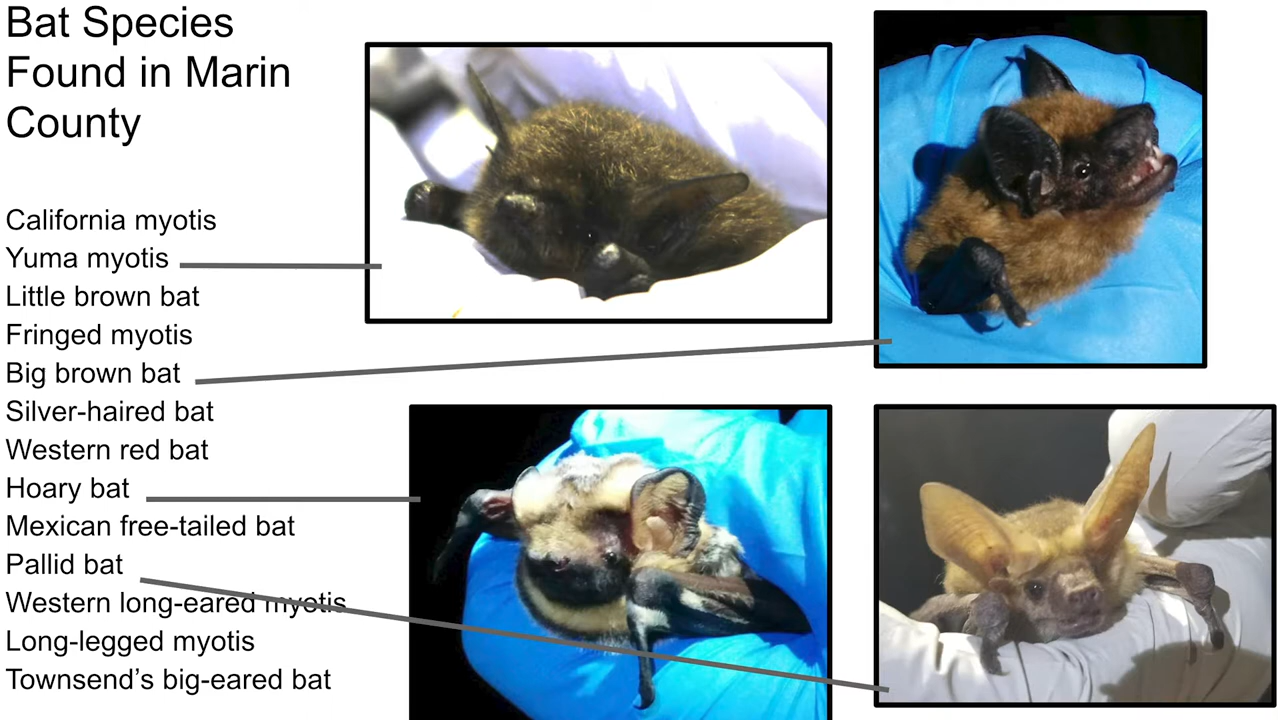 Bat Species
Found in Marin
County
California myotis
Yuma myotis
Little brown bat
Fringed myotis
Big brown bat
Silver-haired bat
Western red bat
Hoary bat
Mexican free-tailed bat
Pallid bat
Western long-eared myotis
Long-legged myotis
Townsend’s big-eared bat